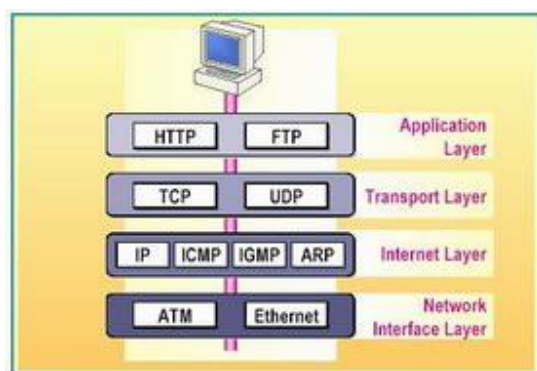 HTTP FTP
Application
Layer
TCP UDP
Transport Layer
IP ICMP IGMP ARP
Internet Layer
ATM Ethernet
Network
Interface Layer